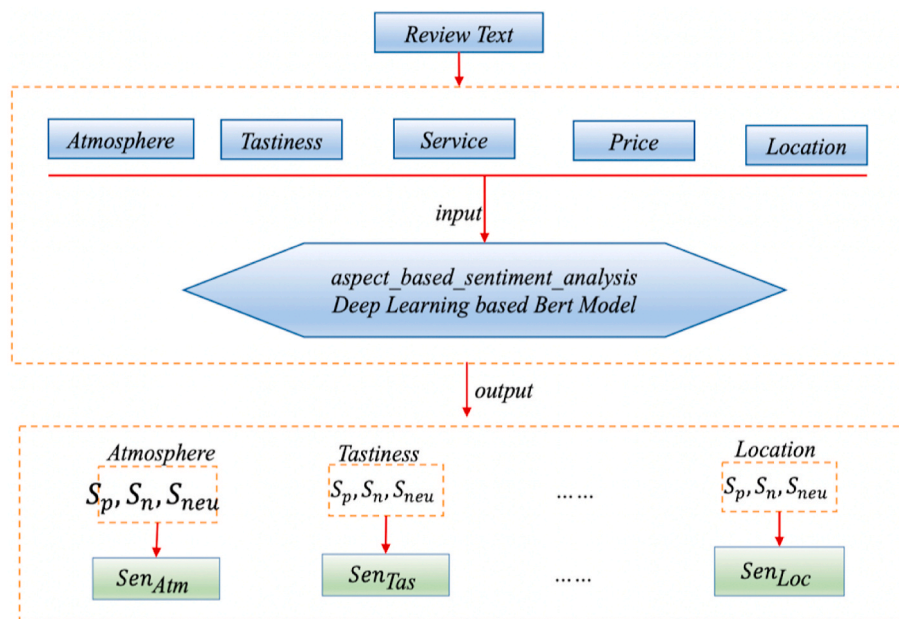 Review Text
Atmosphere
Tastiness
Service
Price
Location
input
aspect_based_sentiment_analysis
Deep Learning based Bert Model
output
Atmosphere
Tastiness
Location
Sp, Sn, Sneu
Sp, Sn, Sneu
... ...
Sp, Sn, Sneu
SenAtm
SenTas
... ...
SenLoc